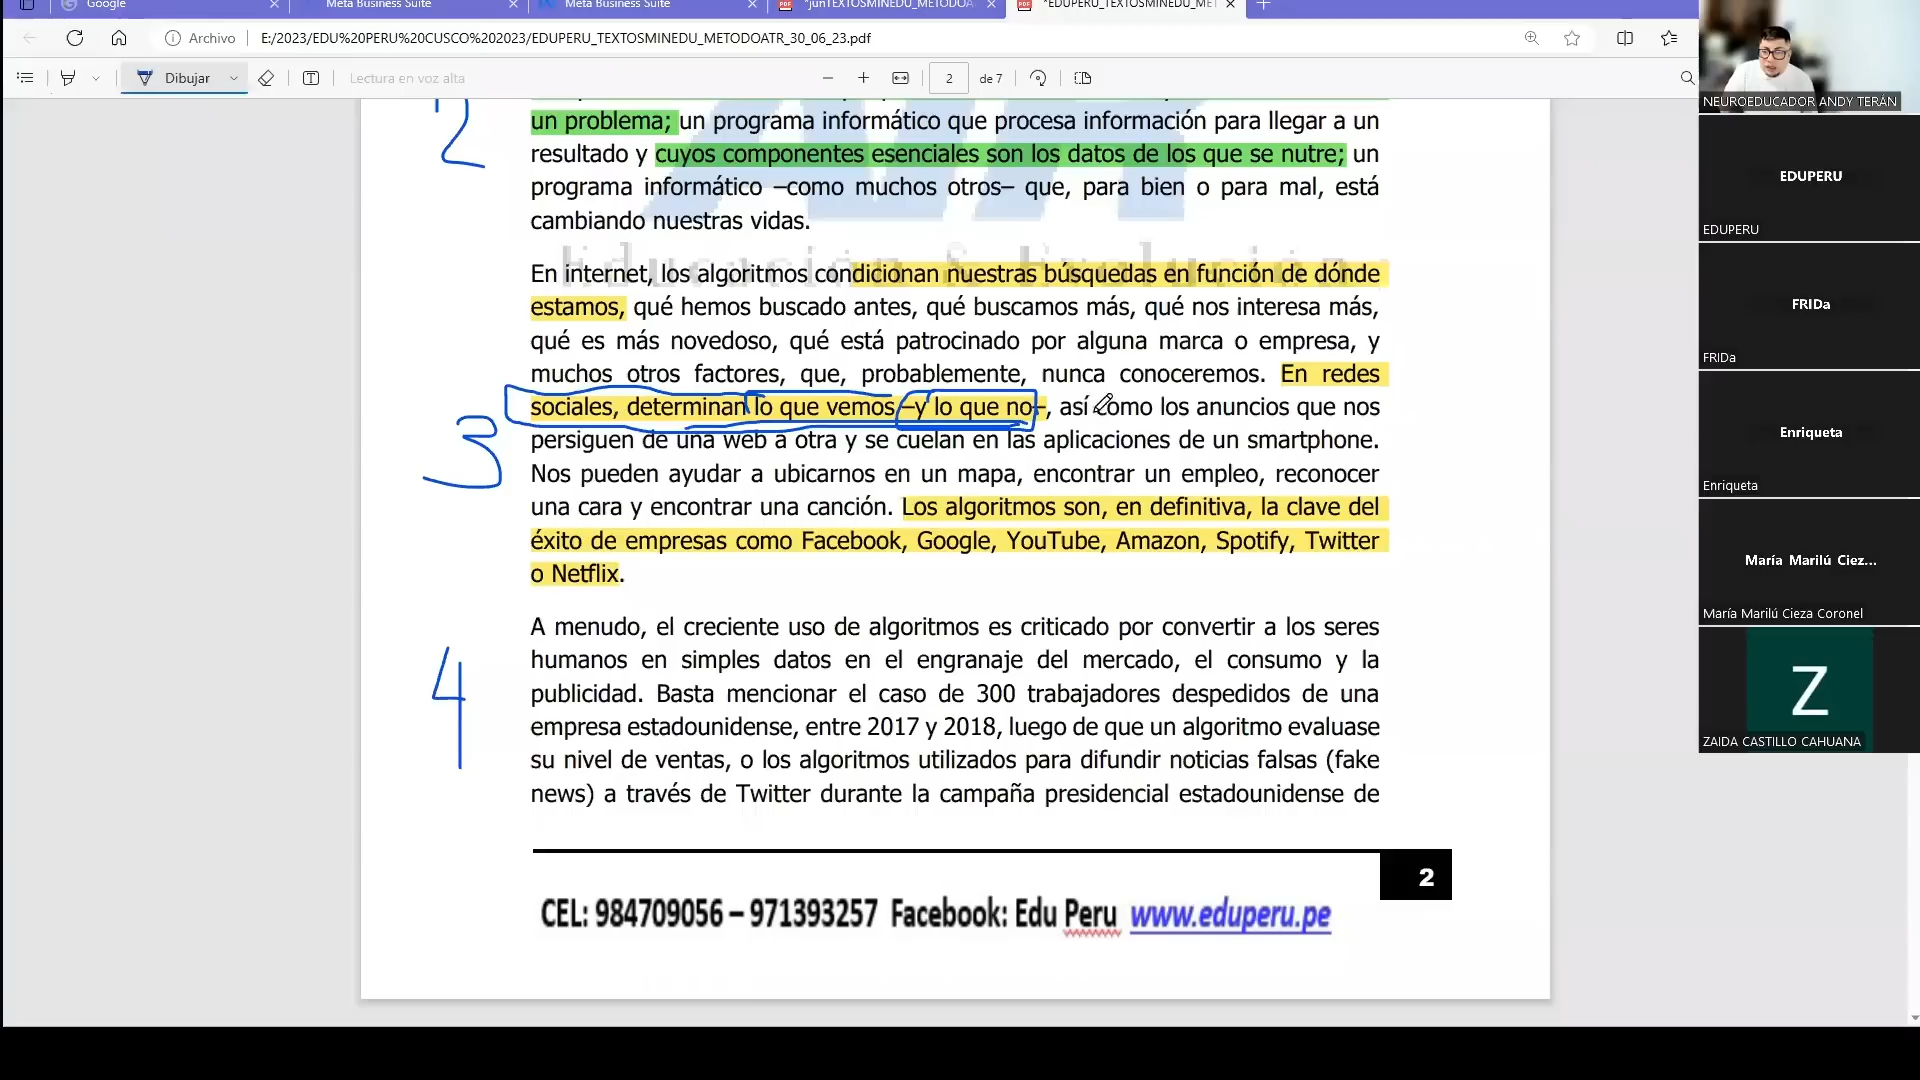 Google
Meta Business Suite
Meta Business Suite
*junTEXTOSMINEDU_METODOA
*EDUPERU_TEXTOSMINEDU_MET
Archivo
E:/2023/EDU%20PERU%20CUSCO%202023/EDUPERU_TEXTOSMINEDU_METODOATR_30_06_23.pdf
Dibujar
Lectura en voz alta
2 de 7
2
un problema; un programa informático que procesa información para llegar a un
resultado y cuyos componentes esenciales son los datos de los que se nutre; un
programa informático –como muchos otros– que, para bien o para mal, está
cambiando nuestras vidas.
En internet, los algoritmos condicionan nuestras búsquedas en función de dónde
estamos, qué hemos buscado antes, qué buscamos más, qué nos interesa más,
qué es más novedoso, qué está patrocinado por alguna marca o empresa, y
muchos otros factores, que, probablemente, nunca conoceremos. En redes
sociales, determinan lo que vemos –y lo que no–, así como los anuncios que nos
3
persiguen de una web a otra y se cuelan en las aplicaciones de un smartphone.
Nos pueden ayudar a ubicarnos en un mapa, encontrar un empleo, reconocer
una cara y encontrar una canción. Los algoritmos son, en definitiva, la clave del
éxito de empresas como Facebook, Google, YouTube, Amazon, Spotify, Twitter
o Netflix.
4
A menudo, el creciente uso de algoritmos es criticado por convertir a los seres
humanos en simples datos en el engranaje del mercado, el consumo y la
publicidad. Basta mencionar el caso de 300 trabajadores despedidos de una
empresa estadounidense, entre 2017 y 2018, luego de que un algoritmo evaluase
su nivel de ventas, o los algoritmos utilizados para difundir noticias falsas (fake
news) a través de Twitter durante la campaña presidencial estadounidense de
2
CEL: 984709056 – 971393257 Facebook: Edu Peru www.eduperu.pe
NEUROEDUCADOR ANDY TERÁN
EDUPERU
EDUPERU
FRIDa
FRIDa
Enriqueta
Enriqueta
María Marilú Ciez...
María Marilú Cieza Coronel
Z
ZAIDA CASTILLO CAHUANA